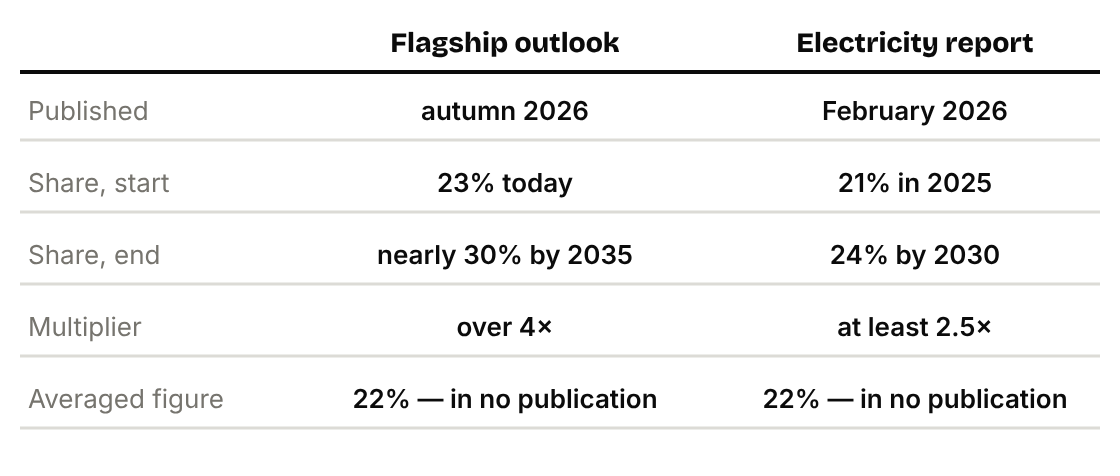 Flagship outlook Electricity report
Published autumn 2026 February 2026
Share, start 23% today 21% in 2025
Share, end nearly 30% by 2035 24% by 2030
Multiplier over 4× at least 2.5×
Averaged figure 22% — in no publication 22% — in no publication